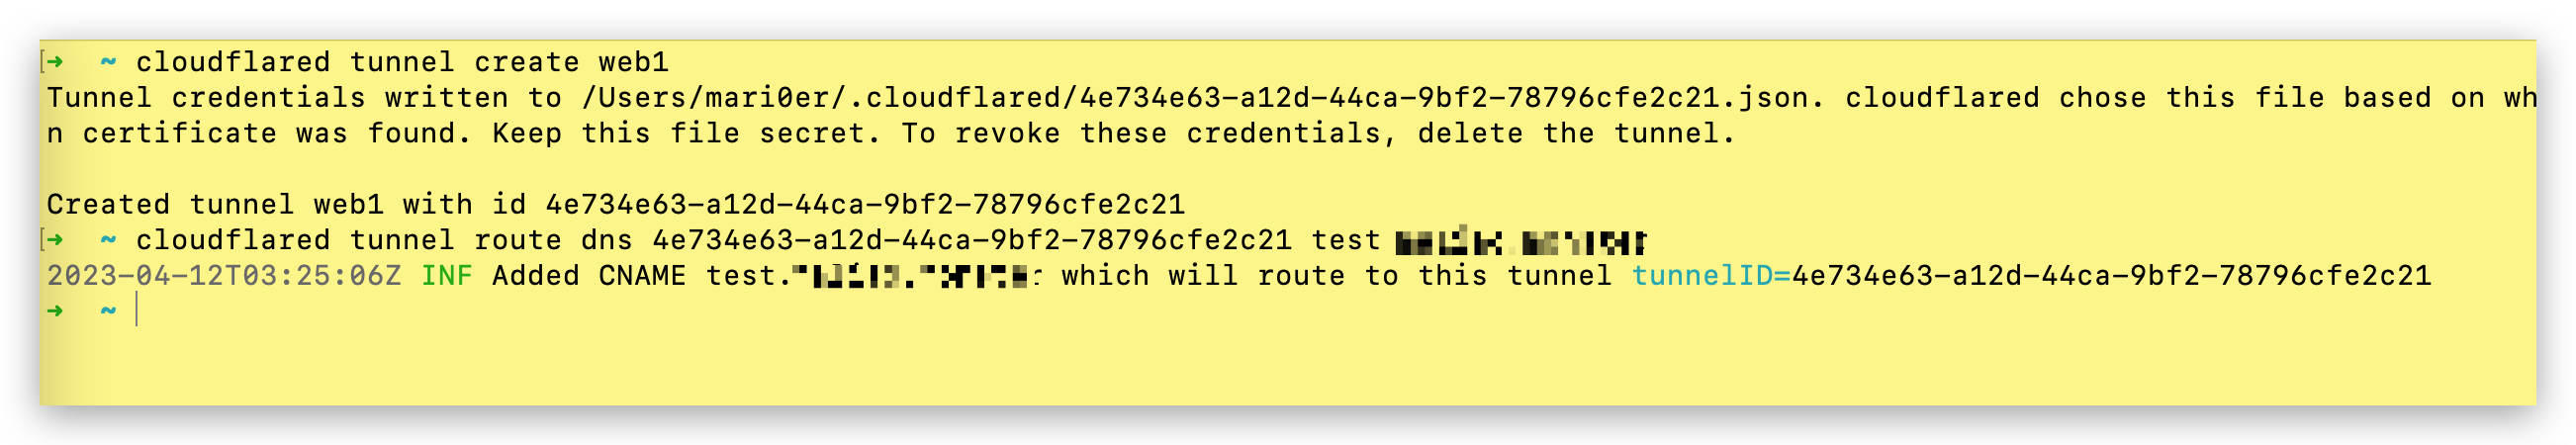 ➜ ~ cloudflared tunnel create web1
Tunnel credentials written to /Users/mari0er/.cloudflared/4e734e63-a12d-44ca-9bf2-78796cfe2c21.json. cloudflared chose this file based on wh
n certificate was found. Keep this file secret. To revoke these credentials, delete the tunnel.
Created tunnel web1 with id 4e734e63-a12d-44ca-9bf2-78796cfe2c21
➜ ~ cloudflared tunnel route dns 4e734e63-a12d-44ca-9bf2-78796cfe2c21 test
2023-04-12T03:25:06Z INF Added CNAME test. which will route to this tunnel tunnelID=4e734e63-a12d-44ca-9bf2-78796cfe2c21
➜ ~